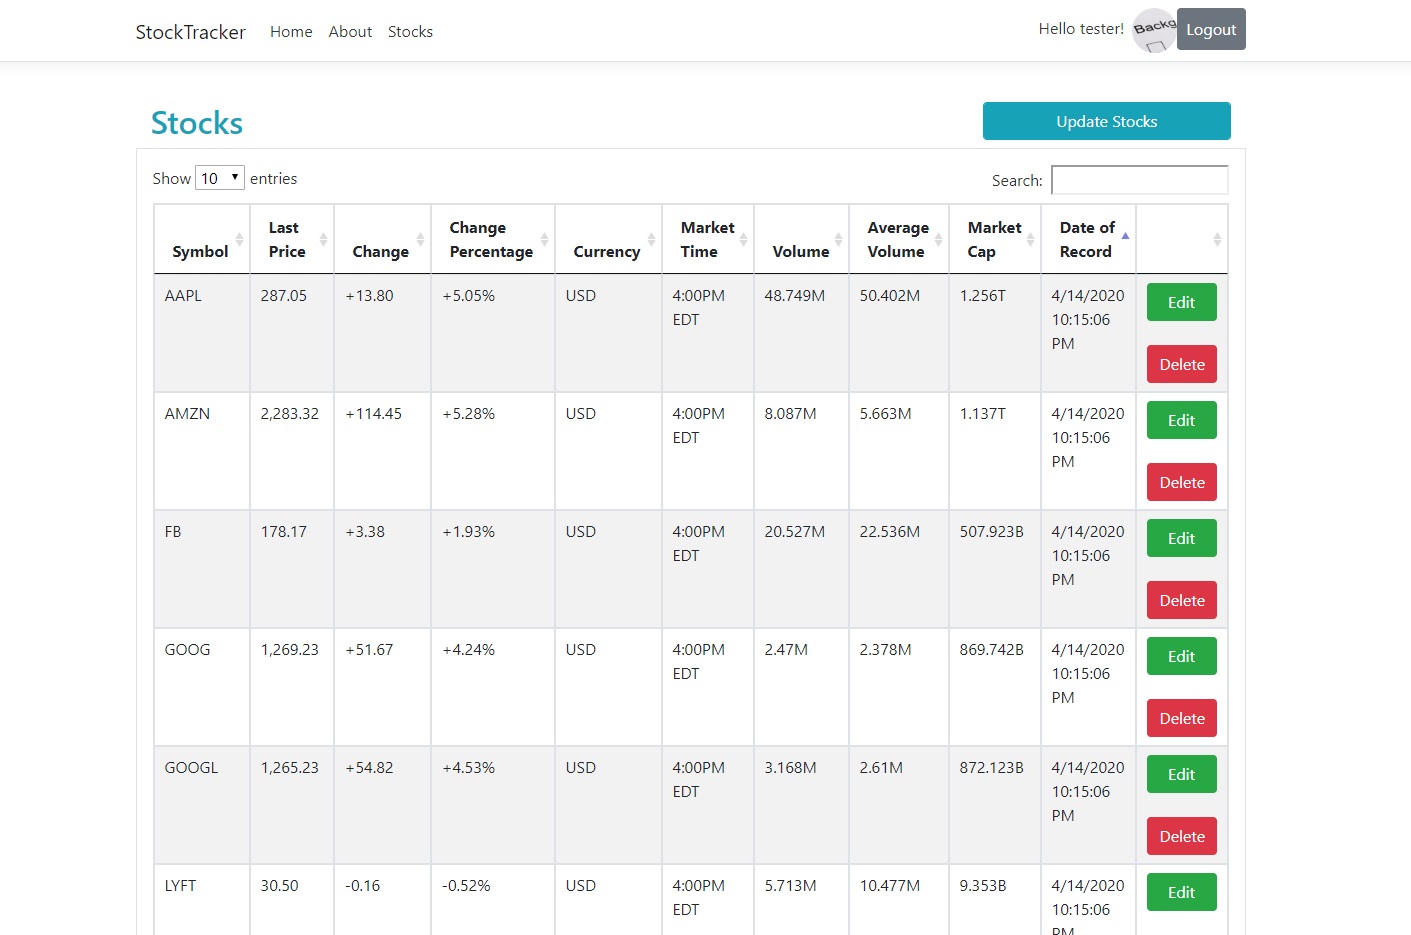 StockTracker Home About Stocks Hello tester! Backg Logout
Stocks Update Stocks
Show 10 entries Search:
Symbol Last Price Change Change Percentage Currency Market Time Volume Average Volume Market Cap Date of Record
AAPL 287.05 +13.80 +5.05% USD 4:00PM 48.749M 50.402M 1.256T 4/14/2020 Edit
EDT 10:15:06
PM Delete
AMZN 2,283.32 +114.45 +5.28% USD 4:00PM 8.087M 5.663M 1.137T 4/14/2020 Edit
EDT 10:15:06
PM Delete
FB 178.17 +3.38 +1.93% USD 4:00PM 20.527M 22.536M 507.923B 4/14/2020 Edit
EDT 10:15:06
PM Delete
GOOG 1,269.23 +51.67 +4.24% USD 4:00PM 2.47M 2.378M 869.742B 4/14/2020 Edit
EDT 10:15:06
PM Delete
GOOGL 1,265.23 +54.82 +4.53% USD 4:00PM 3.168M 2.61M 872.123B 4/14/2020 Edit
EDT 10:15:06
PM Delete
LYFT 30.50 -0.16 -0.52% USD 4:00PM 5.713M 10.477M 9.353B 4/14/2020 Edit
EDT 10:15:06
PM